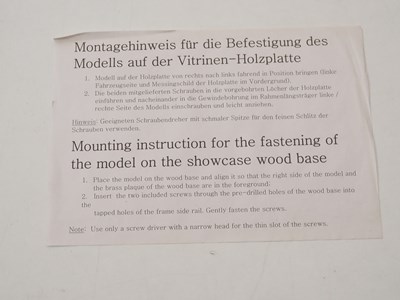 Montagehinweis für die Befestigung des
Modells auf der Vitrinen-Holzplatte
1. Modell auf der Holzplatte von rechts nach links fahrend in Position bringen (linke
Fahrzeugseite und Messingschild der Holzplatte im Vordergrund).
2. Die beiden mitgelieferten Schrauben in die vorgebohrten Löcher der Holzplatte
einführen und nacheinander in die Gewindebohrung im Rahmenlängsträger linke /
rechte Seite des Modells einschrauben und leicht anziehen.
Hinweis: Geeigneten Schraubendreher mit schmaler Spitze für den feinen Schlitz der
Schrauben verwenden.
Mounting instruction for the fastening of
the model on the showcase wood base
1. Place the model on the wood base and align it so that the right side of the model and
the brass plaque of the wood base are in the foreground.
2. Insert the two included screws through the pre-drilled holes of the wood base into
the
tapped holes of the frame side rail. Gently fasten the screws.
Note: Use only a screw driver with a narrow head for the thin slot of the screws.